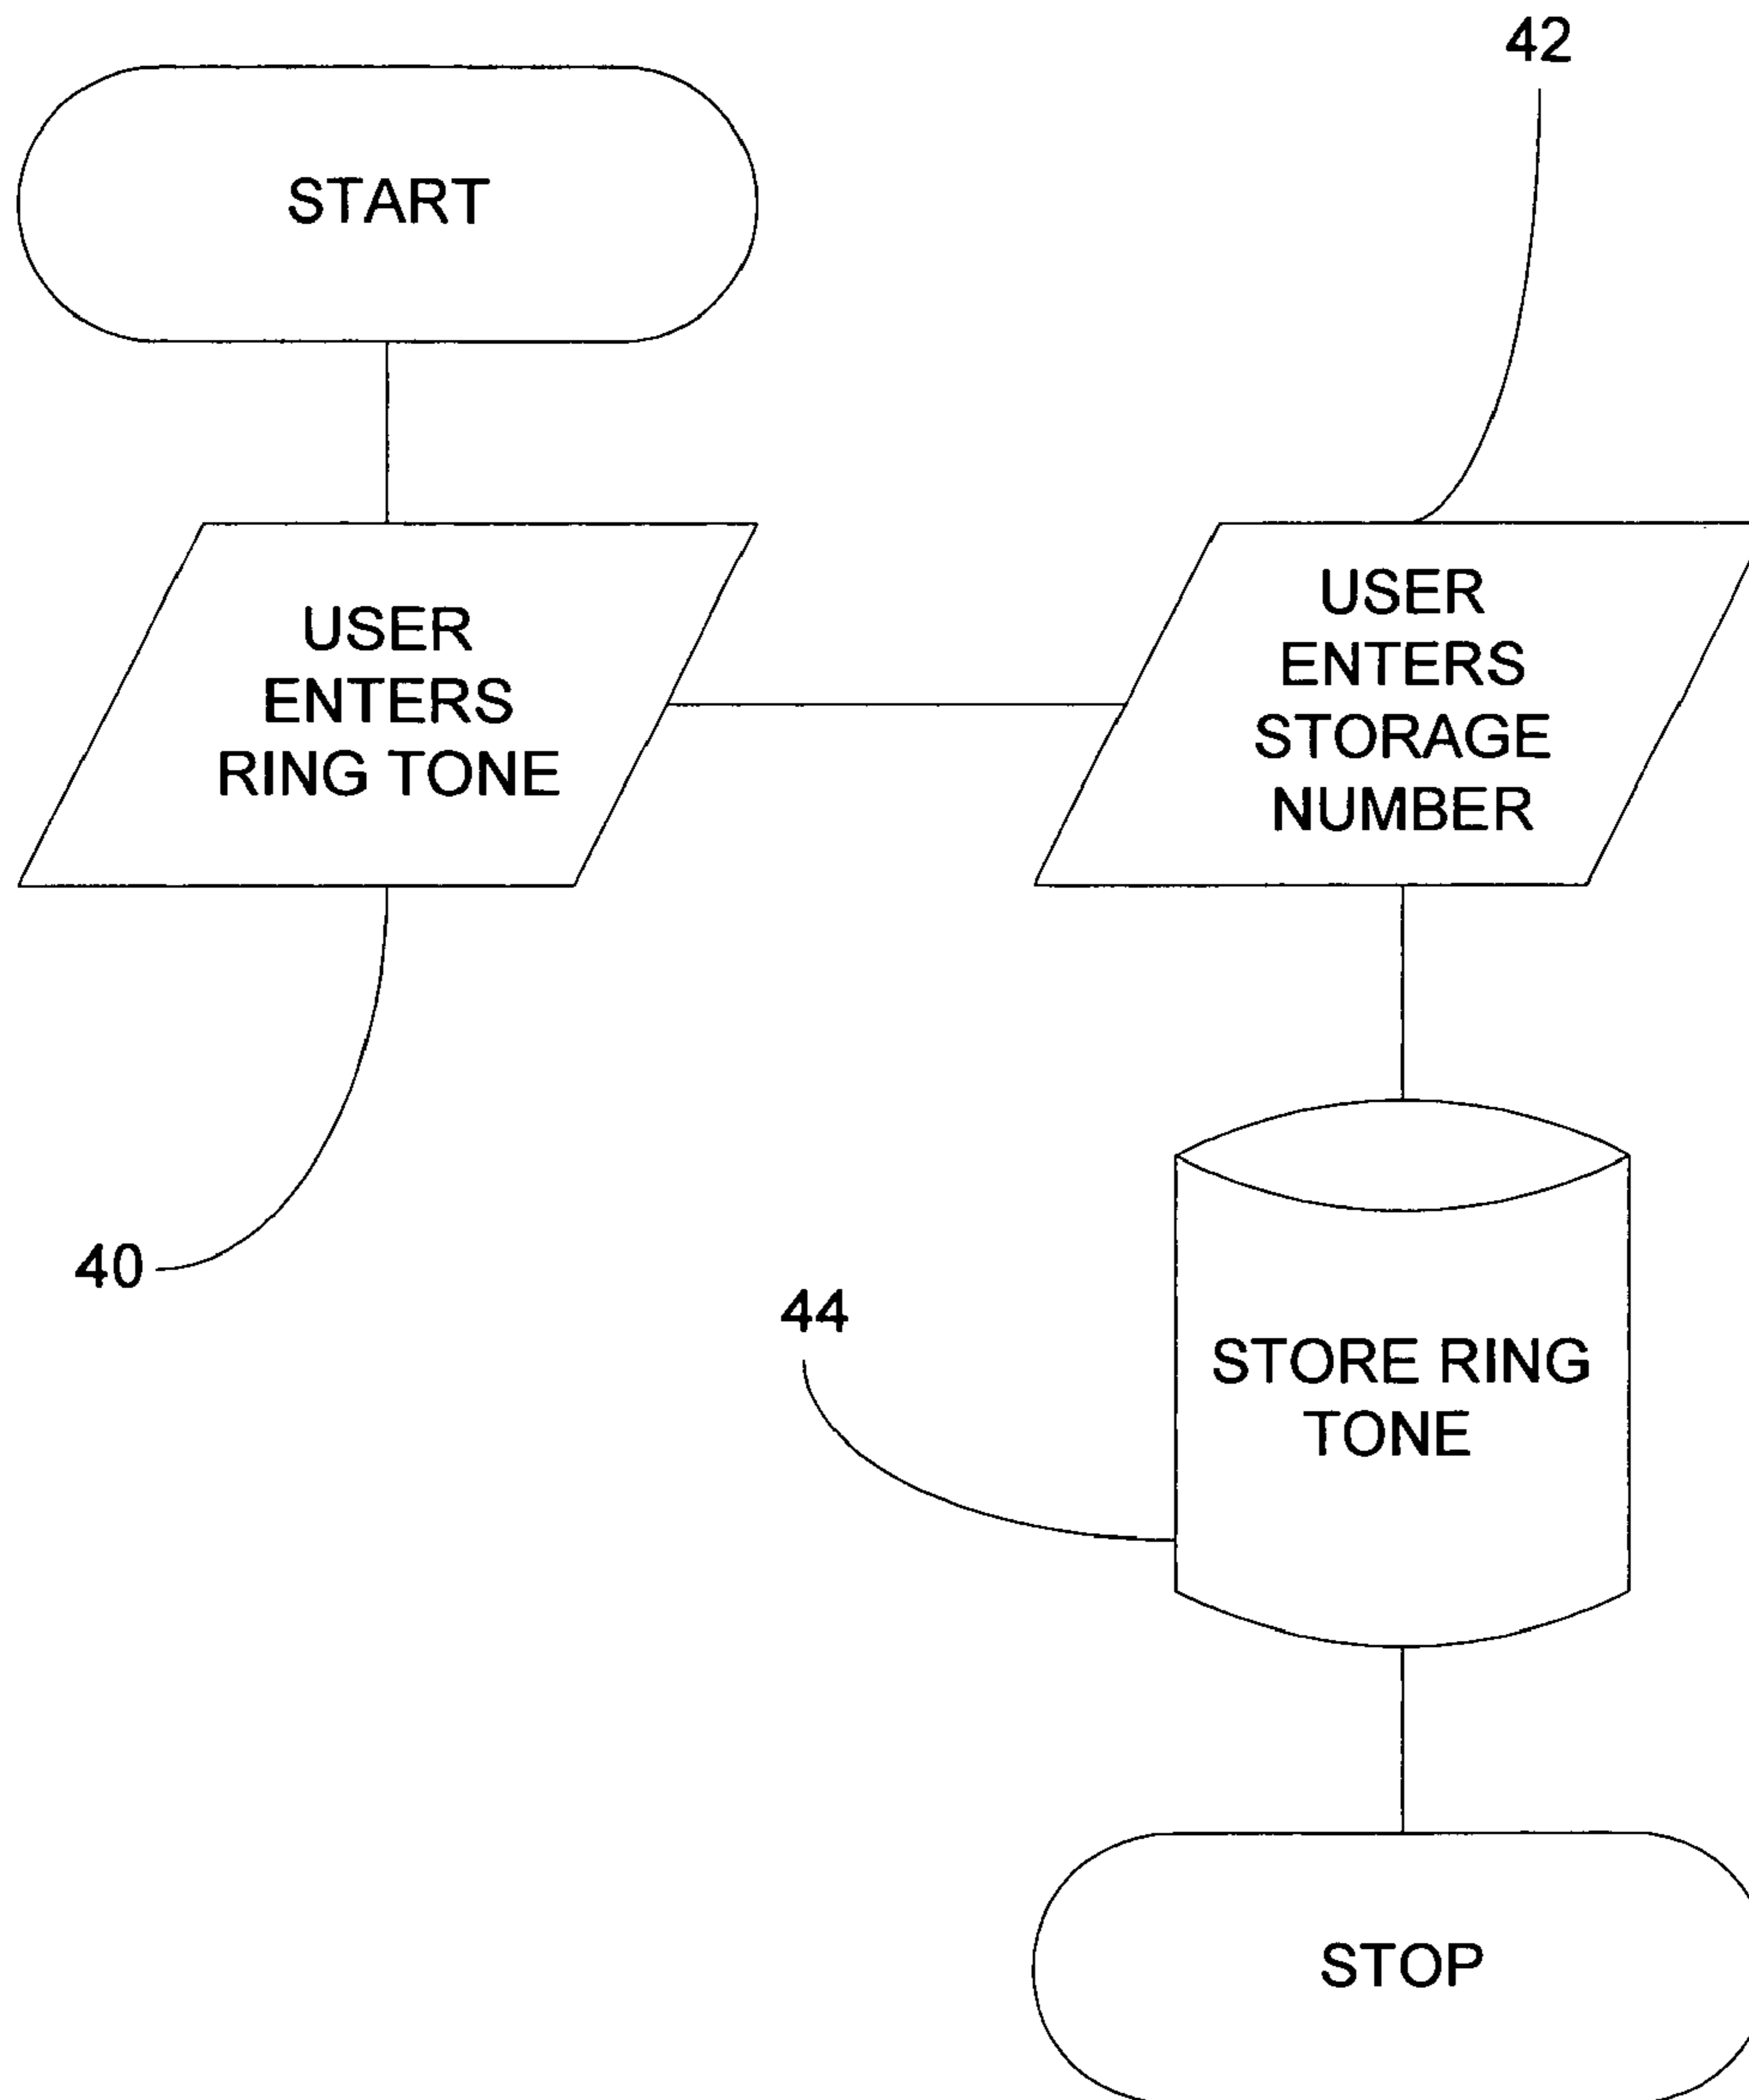 42
START
USER
ENTERS
RING TONE
USER
ENTERS
STORAGE
NUMBER
40
44
STORE RING
TONE
STOP